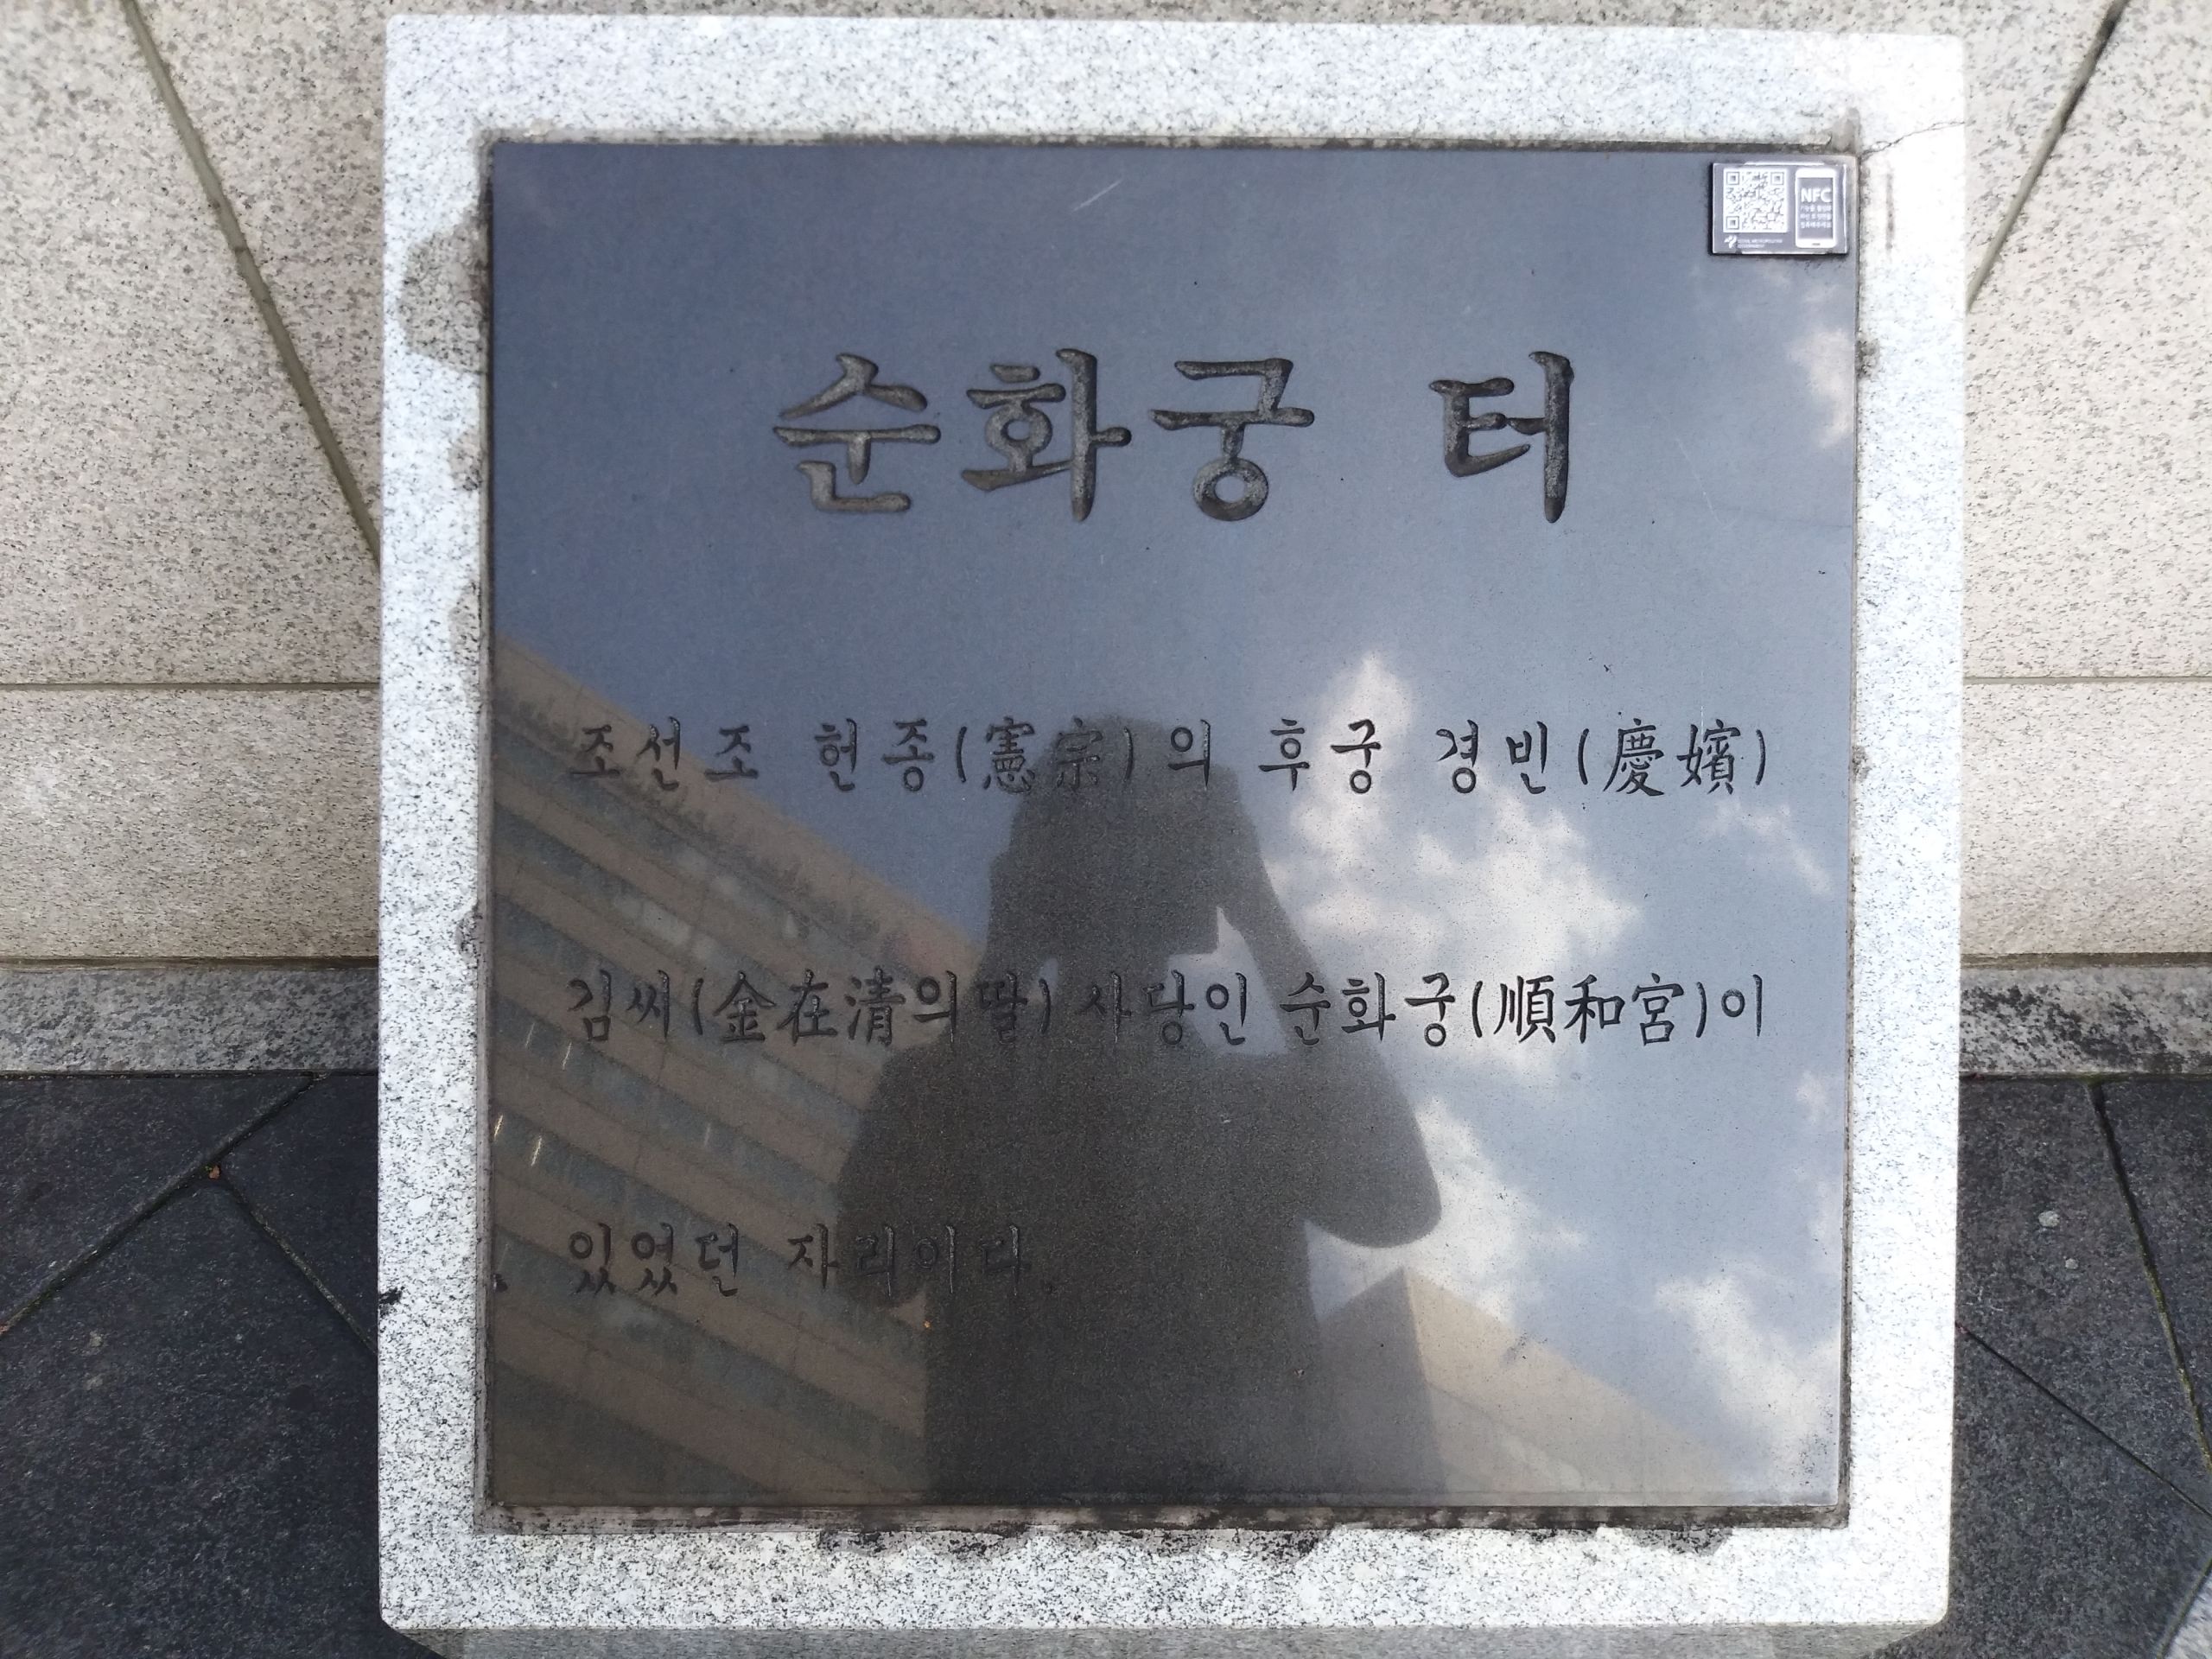 순화궁 터
NFC
조선조 헌종(憲宗)의 후궁 경빈(慶嬪)
김씨(金在清의 딸) 사당인 순화궁(順和宮)이
있었던 자리이다.